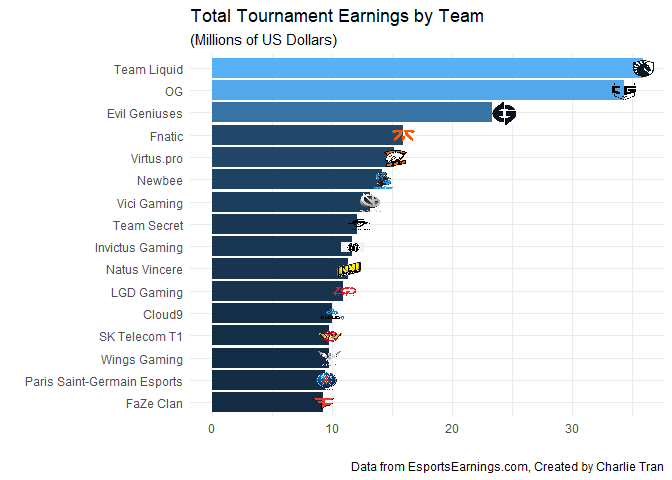 Total Tournament Earnings by Team
(Millions of US Dollars)
Team Liquid
OG
Evil Geniuses
Fnatic
Virtus.pro
Newbee
Vici Gaming
Team Secret
Invictus Gaming
Natus Vincere
LGD Gaming
Cloud9
SK Telecom T1
Wings Gaming
Paris Saint-Germain Esports
FaZe Clan
0 10 20 30
Data from EsportsEarnings.com, Created by Charlie Tran